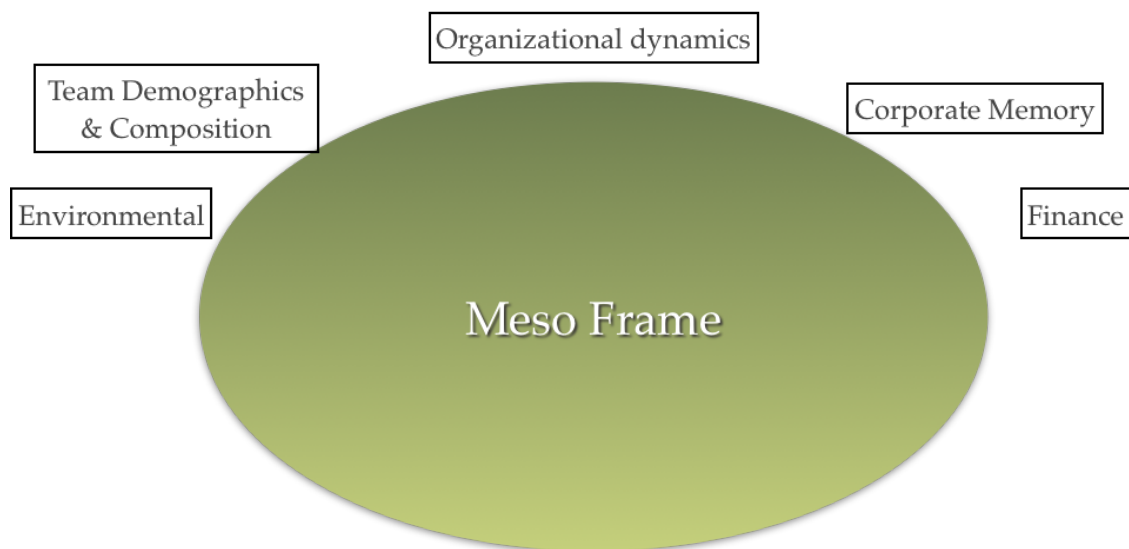 Organizational dynamics
Team Demographics
& Composition
Corporate Memory
Environmental
Finance
Meso Frame